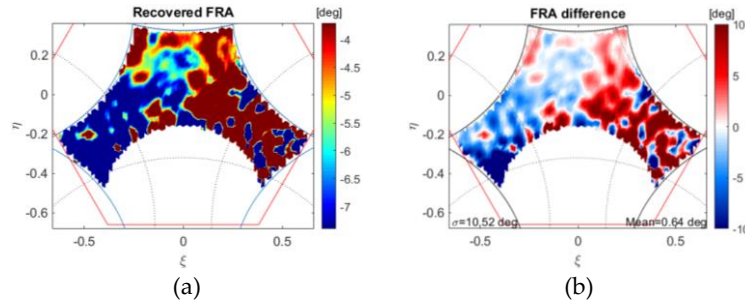 Recovered FRA
[deg]
0.2
0
-0.2
-0.4
-0.6
η
-0.5
0
0.5
ξ
-4
-4.5
-5
-5.5
-6
-6.5
-7
(a)
FRA difference
[deg]
0.2
0
-0.2
-0.4
-0.6
η
σ=10.52 deg
Mean=0.64 deg
-0.5
0
0.5
ξ
10
5
0
-5
-10
(b)